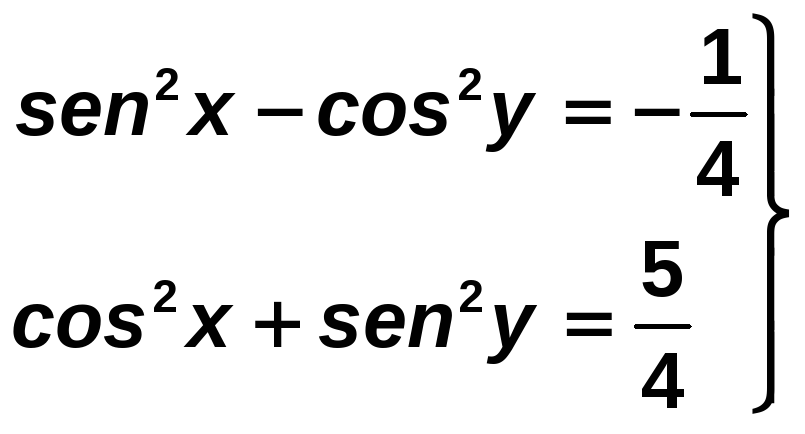 sen²x − cos²y = −1/4
cos²x + sen²y = 5/4